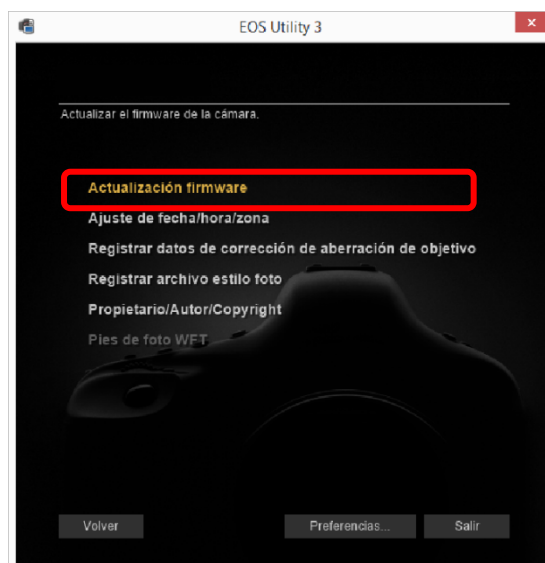 EOS Utility 3
Actualizar el firmware de la cámara.
Actualización firmware
Ajuste de fecha/hora/zona
Registrar datos de corrección de aberración de objetivo
Registrar archivo estilo foto
Propietario/Autor/Copyright
Pies de foto WFT
Volver
Preferencias...
Salir